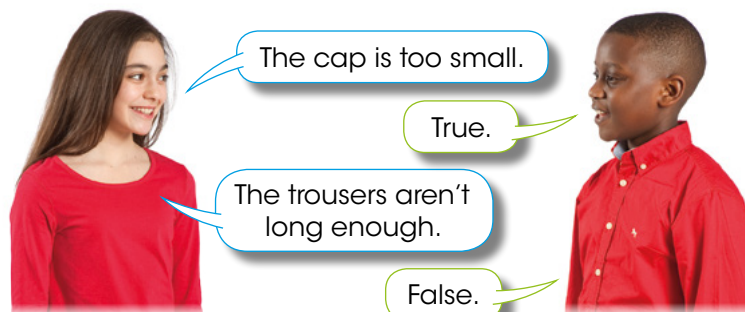 The cap is too small.
True.
The trousers aren't
long enough.
False.